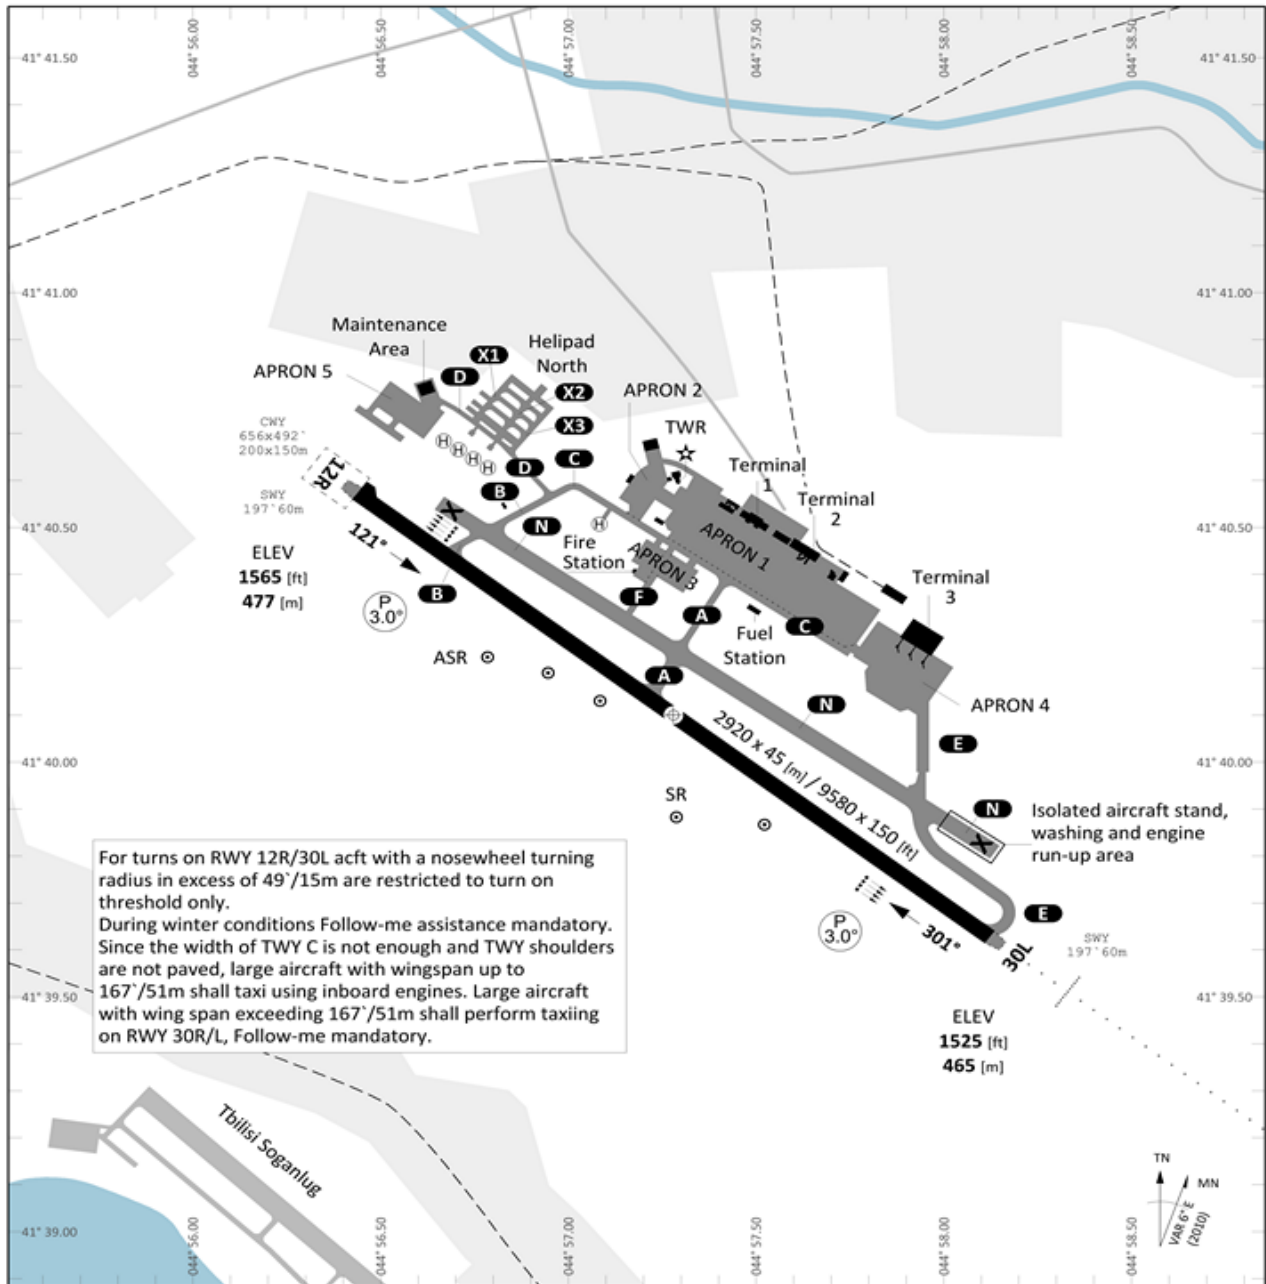 044° 56.00
044° 56.50
044° 57.00
044° 57.50
044° 58.00
044° 58.50
41° 41.50
41° 41.50
41° 41.00
41° 41.00
Maintenance
Area
X1
Helipad
North
APRON 5
D
X2
APRON 2
CWY
656x492`
200x150m
X3
TWR
H
H
H
H
Terminal
1
12R
D
C
SWY
197`60m
B
Terminal
2
X
41° 40.50
41° 40.50
N
H
121°
Fire
Station
APRON 3
APRON 1
ELEV
1565 [ft]
477 [m]
Terminal
3
P
3.0°
B
F
A
Fuel
Station
C
ASR
A
N
APRON 4
E
2920 x 45 [m] / 9580 x 150 [ft]
41° 40.00
41° 40.00
SR
N
Isolated aircraft stand,
washing and engine
run-up area
X
For turns on RWY 12R/30L acft with a nosewheel turning
radius in excess of 49`/15m are restricted to turn on
threshold only.
During winter conditions Follow-me assistance mandatory.
Since the width of TWY C is not enough and TWY shoulders
are not paved, large aircraft with wingspan up to
167`/51m shall taxi using inboard engines. Large aircraft
with wing span exceeding 167`/51m shall perform taxiing
on RWY 30R/L, Follow-me mandatory.
P
3.0°
301°
30L
E
SWY
197`60m
41° 39.50
41° 39.50
ELEV
1525 [ft]
465 [m]
Tbilisi Soganlug
TN
MN
VAR 6° E
(2010)
41° 39.00
41° 39.00
044° 56.00
044° 56.50
044° 57.00
044° 57.50
044° 58.00
044° 58.50